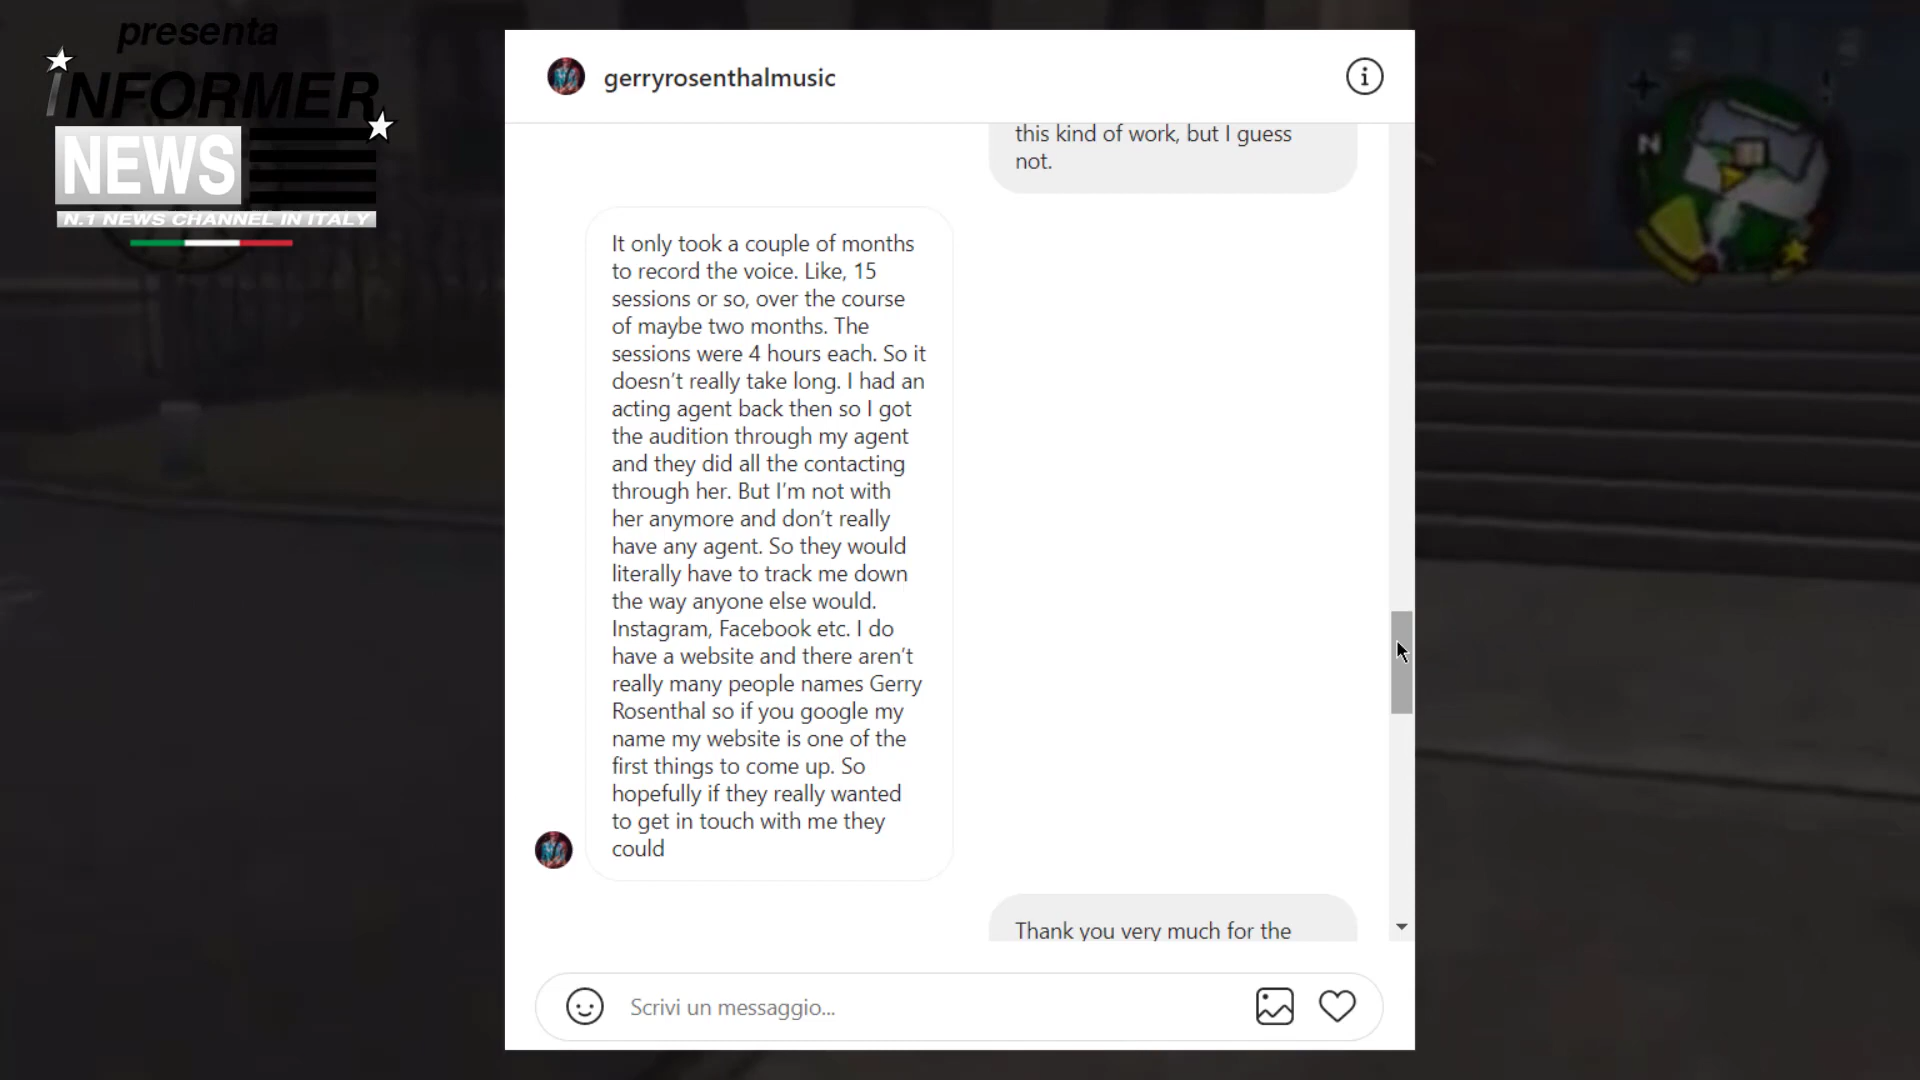 presenta
iNFORMER
NEWS
N.1 NEWS CHANNEL IN ITALY
gerryrosenthalmusic
this kind of work, but I guess
not.
It only took a couple of months
to record the voice. Like, 15
sessions or so, over the course
of maybe two months. The
sessions were 4 hours each. So it
doesn't really take long. I had an
acting agent back then so I got
the audition through my agent
and they did all the contacting
through her. But I'm not with
her anymore and don't really
have any agent. So they would
literally have to track me down
the way anyone else would.
Instagram, Facebook etc. I do
have a website and there aren't
really many people names Gerry
Rosenthal so if you google my
name my website is one of the
first things to come up. So
hopefully if they really wanted
to get in touch with me they
could
Thank you very much for the
Scrivi un messaggio...
N